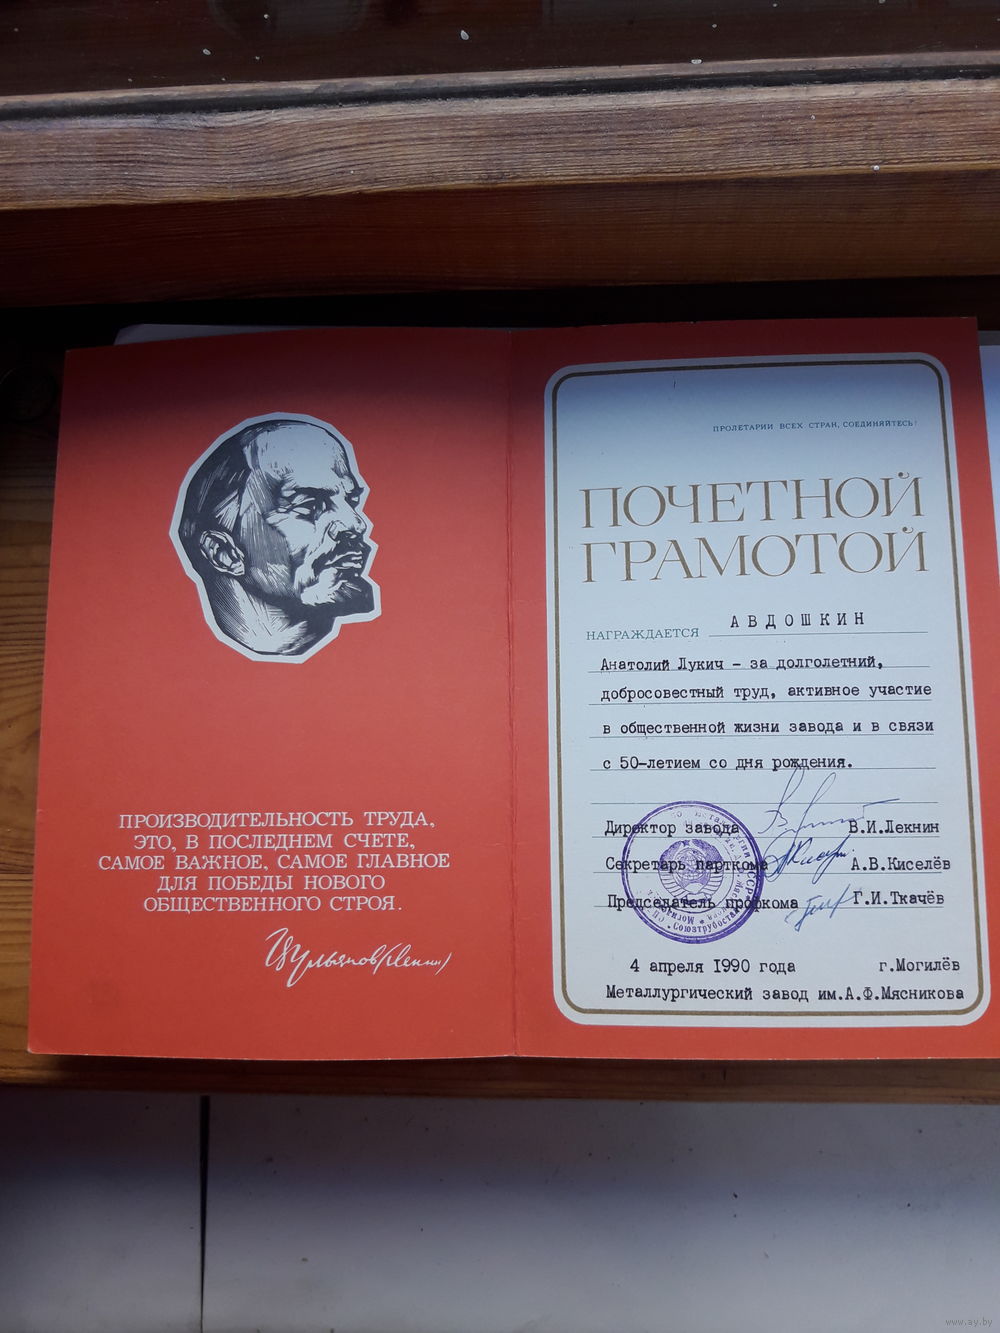 ПРОИЗВОДИТЕЛЬНОСТЬ ТРУДА,
ЭТО, В ПОСЛЕДНЕМ СЧЕТЕ,
САМОЕ ВАЖНОЕ, САМОЕ ГЛАВНОЕ
ДЛЯ ПОБЕДЫ НОВОГО
ОБЩЕСТВЕННОГО СТРОЯ.
В Ульянов (Ленин)
ПРОЛЕТАРИИ ВСЕХ СТРАН, СОЕДИНЯЙТЕСЬ!
ПОЧЕТНОЙ
ГРАМОТОЙ
НАГРАЖДАЕТСЯ АВДОШКИН
Анатолий Лукич – за долголетний,
добросовестный труд, активное участие
в общественной жизни завода и в связи
с 50-летием со дня рождения.
Директор завода В.И.Лекнин
Секретарь парткома А.В.Киселёв
Председатель профкома Г.И.Ткачёв
Союзтрубосталь
4 апреля 1990 года г.Могилёв
Металлургический завод им.А.Ф.Мясникова
www.ay.by